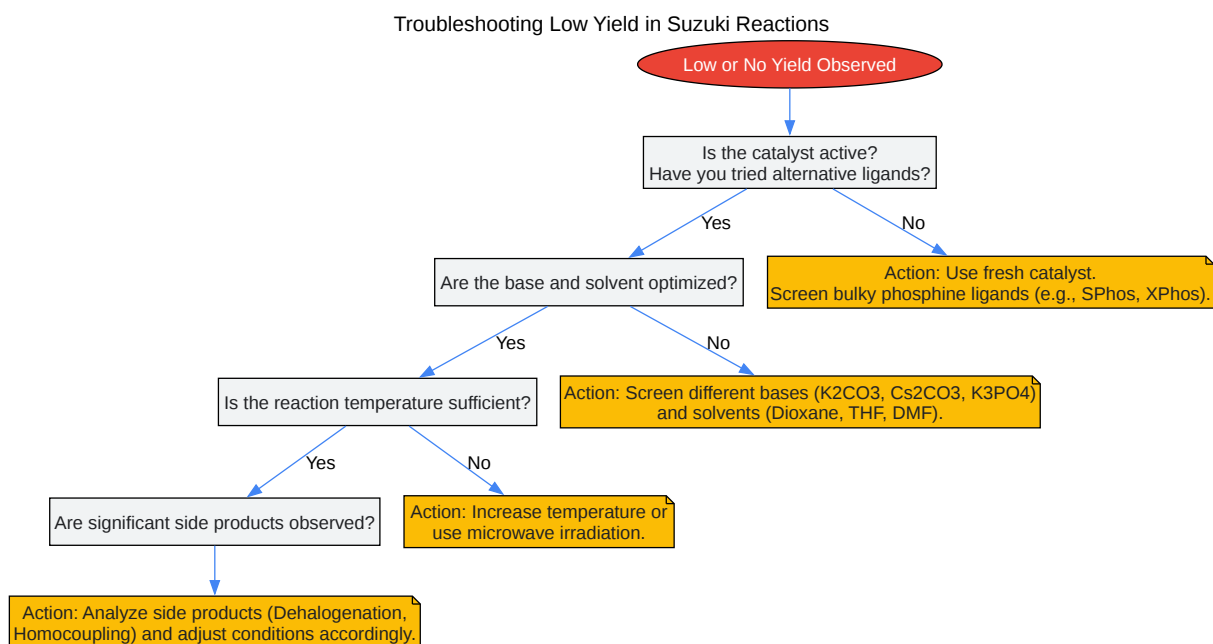 Troubleshooting Low Yield in Suzuki Reactions
Low or No Yield Observed
Is the catalyst active?
Have you tried alternative ligands?
Yes
No
Are the base and solvent optimized?
Action: Use fresh catalyst.
Screen bulky phosphine ligands (e.g., SPhos, XPhos).
Yes
No
Is the reaction temperature sufficient?
Action: Screen different bases (K2CO3, Cs2CO3, K3PO4)
and solvents (Dioxane, THF, DMF).
Yes
No
Are significant side products observed?
Action: Increase temperature or
use microwave irradiation.
Action: Analyze side products (Dehalogenation,
Homocoupling) and adjust conditions accordingly.